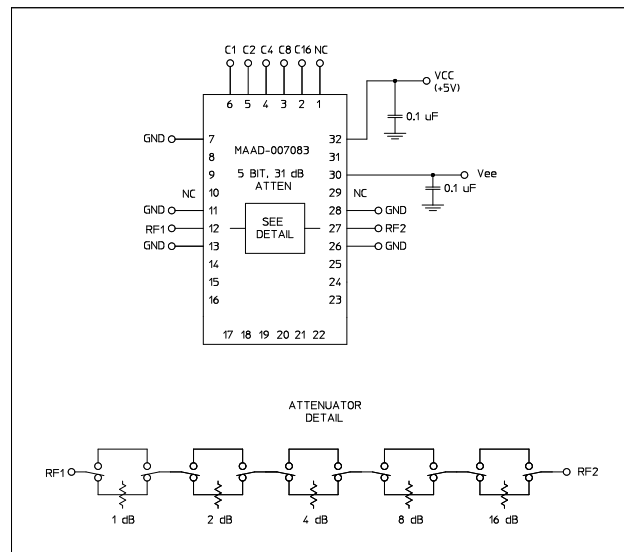 C1 C2 C4 C8 C16 NC
6 5 4 3 2 1
VCC
(+5V)
0.1 uF
GND 7 32
MAAD-007083
8 31
5 BIT, 31 dB
ATTEN
9 30 Vee
NC 10 29 NC
0.1 uF
GND 11 28 GND
SEE
DETAIL
RF1 12 27 RF2
GND 13 26 GND
14 25
15 24
16 23
17 18 19 20 21 22
ATTENUATOR
DETAIL
RF1 RF2
1 dB 2 dB 4 dB 8 dB 16 dB